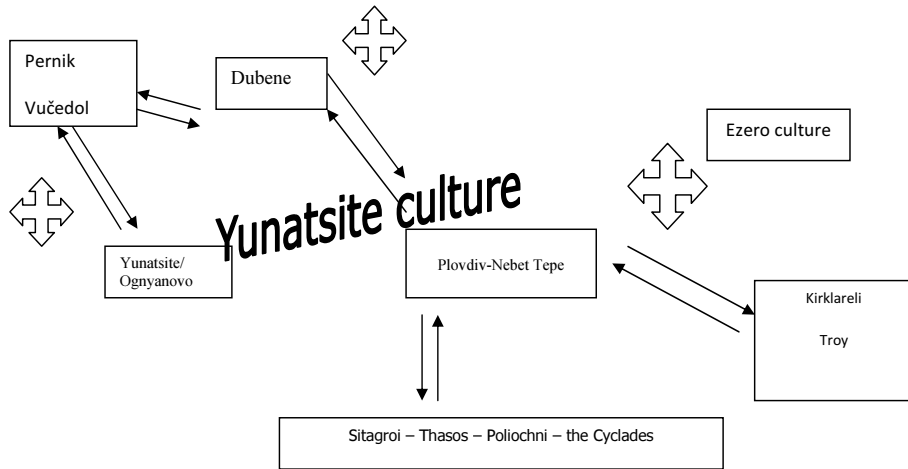 Pernik
Vučedol
Dubene
Ezero culture
Yunatsite culture
Yunatsite/
Ognyanovo
Plovdiv-Nebet Tepe
Kirklareli
Troy
Sitagroi – Thasos – Poliochni – the Cyclades